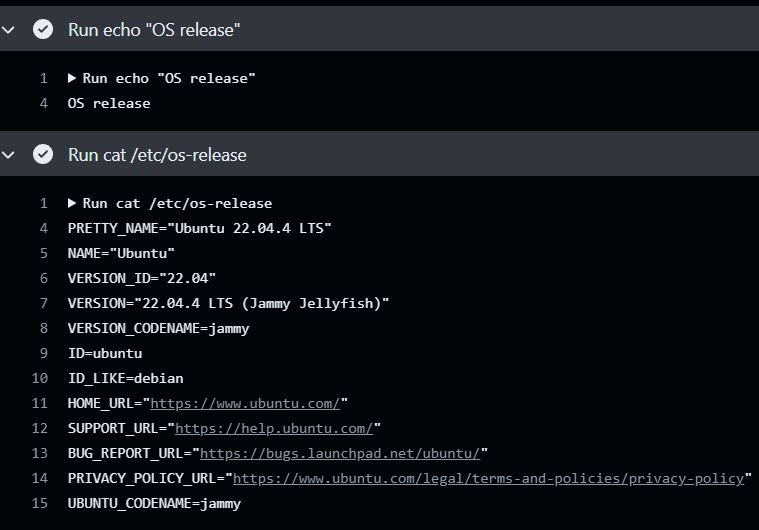 Run echo "OS release"
1 ▶ Run echo "OS release"
4 OS release
Run cat /etc/os-release
1 ▶ Run cat /etc/os-release
4 PRETTY_NAME="Ubuntu 22.04.4 LTS"
5 NAME="Ubuntu"
6 VERSION_ID="22.04"
7 VERSION="22.04.4 LTS (Jammy Jellyfish)"
8 VERSION_CODENAME=jammy
9 ID=ubuntu
10 ID_LIKE=debian
11 HOME_URL="https://www.ubuntu.com/"
12 SUPPORT_URL="https://help.ubuntu.com/"
13 BUG_REPORT_URL="https://bugs.launchpad.net/ubuntu/"
14 PRIVACY_POLICY_URL="https://www.ubuntu.com/legal/terms-and-policies/privacy-policy"
15 UBUNTU_CODENAME=jammy